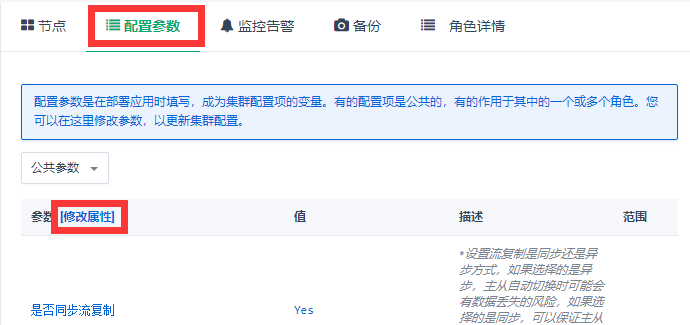 节点 配置参数 监控告警 备份 角色详情
配置参数是在部署应用时填写，成为集群配置项的变量。有的配置项是公共的，有的作用于其中的一个或多个角色。您
可以在这里修改参数，以更新集群配置。
公共参数
参数 [修改属性] 值 描述 范围
*设置流复制是同步还是异
步方式，如果选择的是异
步，主从自动切换时可能会
有数据丢失的风险，如果选
择的是同步，可以保证主从
是否同步流复制 Yes